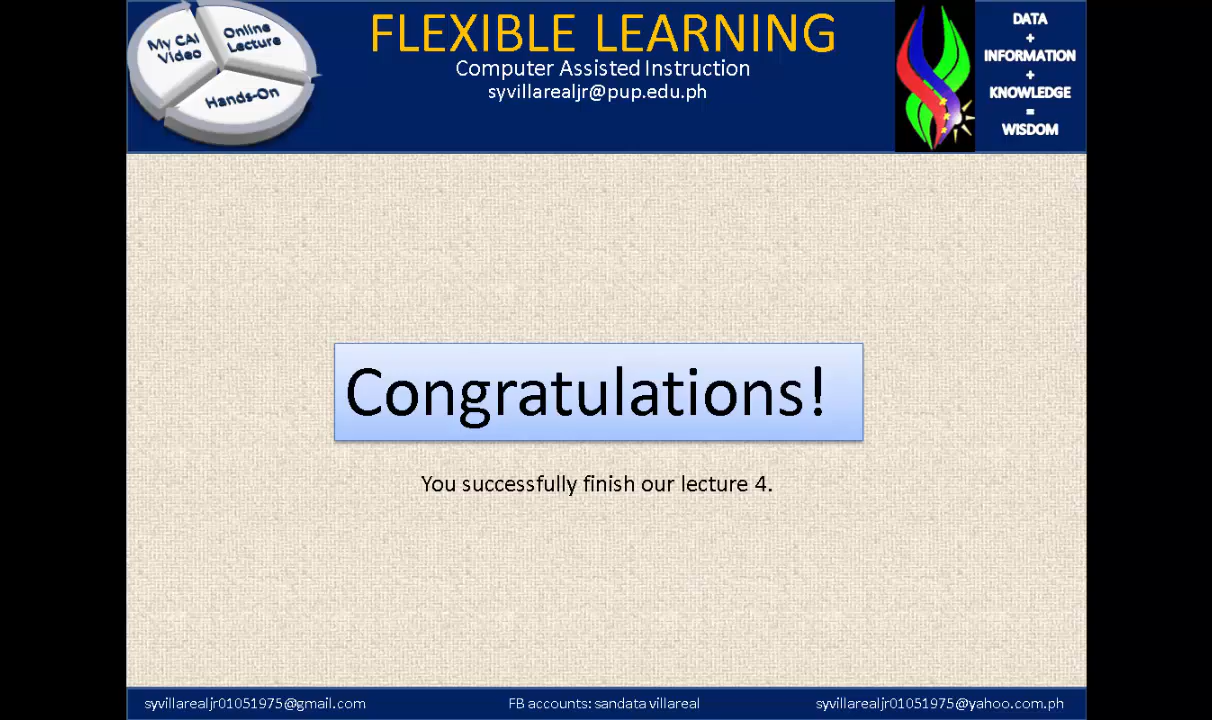 My CAI
Video
Online
Lecture
Hands-On
FLEXIBLE LEARNING
Computer Assisted Instruction
syvillarealjr@pup.edu.ph
DATA
+
INFORMATION
+
KNOWLEDGE
=
WISDOM
Congratulations!
You successfully finish our lecture 4.
syvillarealjr01051975@gmail.com
FB accounts: sandata villareal
syvillarealjr01051975@yahoo.com.ph